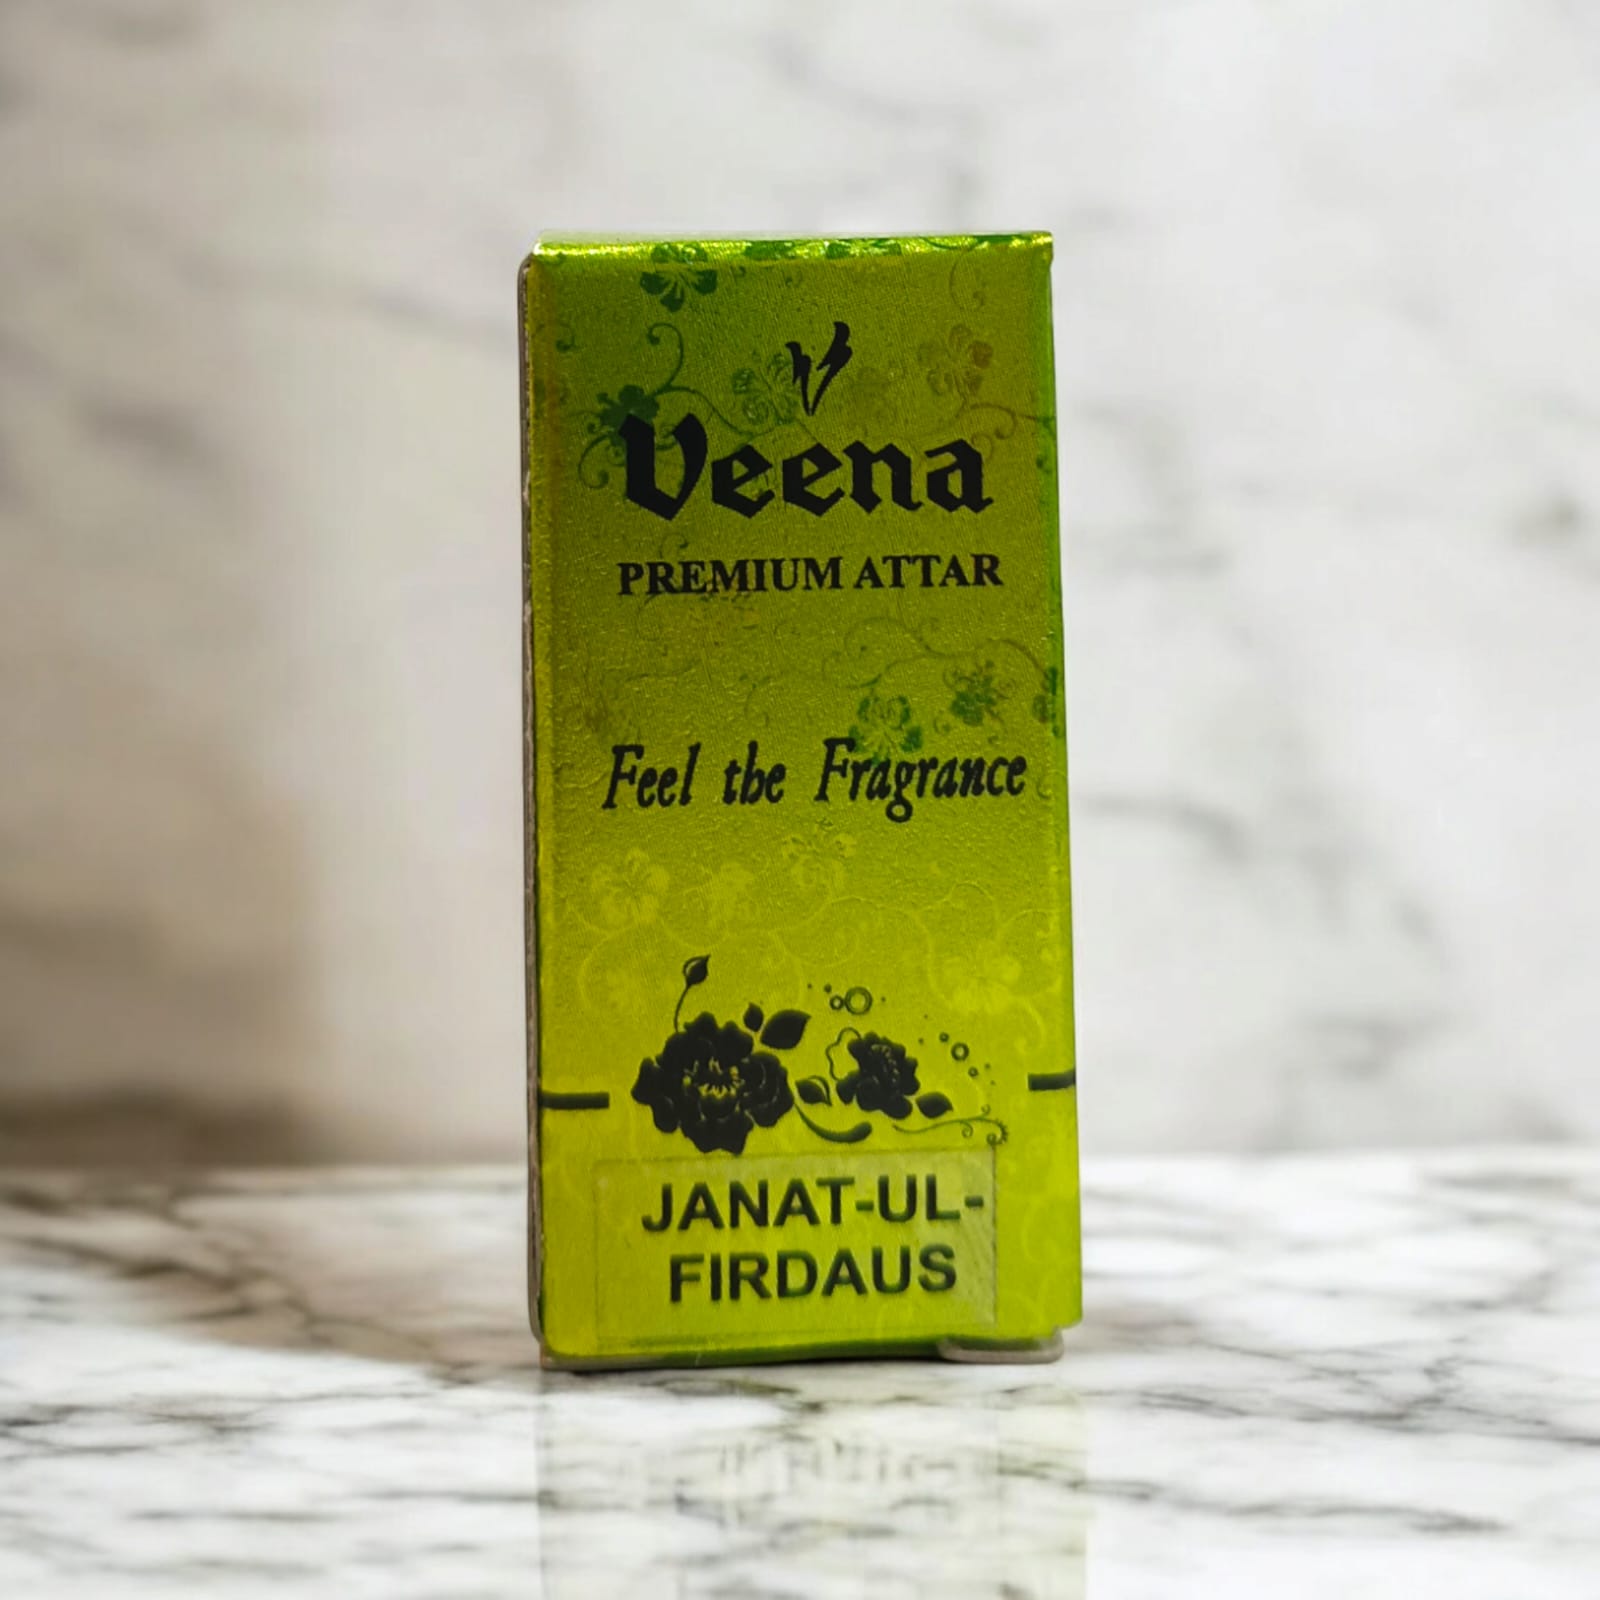 Veena
PREMIUM ATTAR
Feel the Fragrance
JANAT-UL-
FIRDAUS